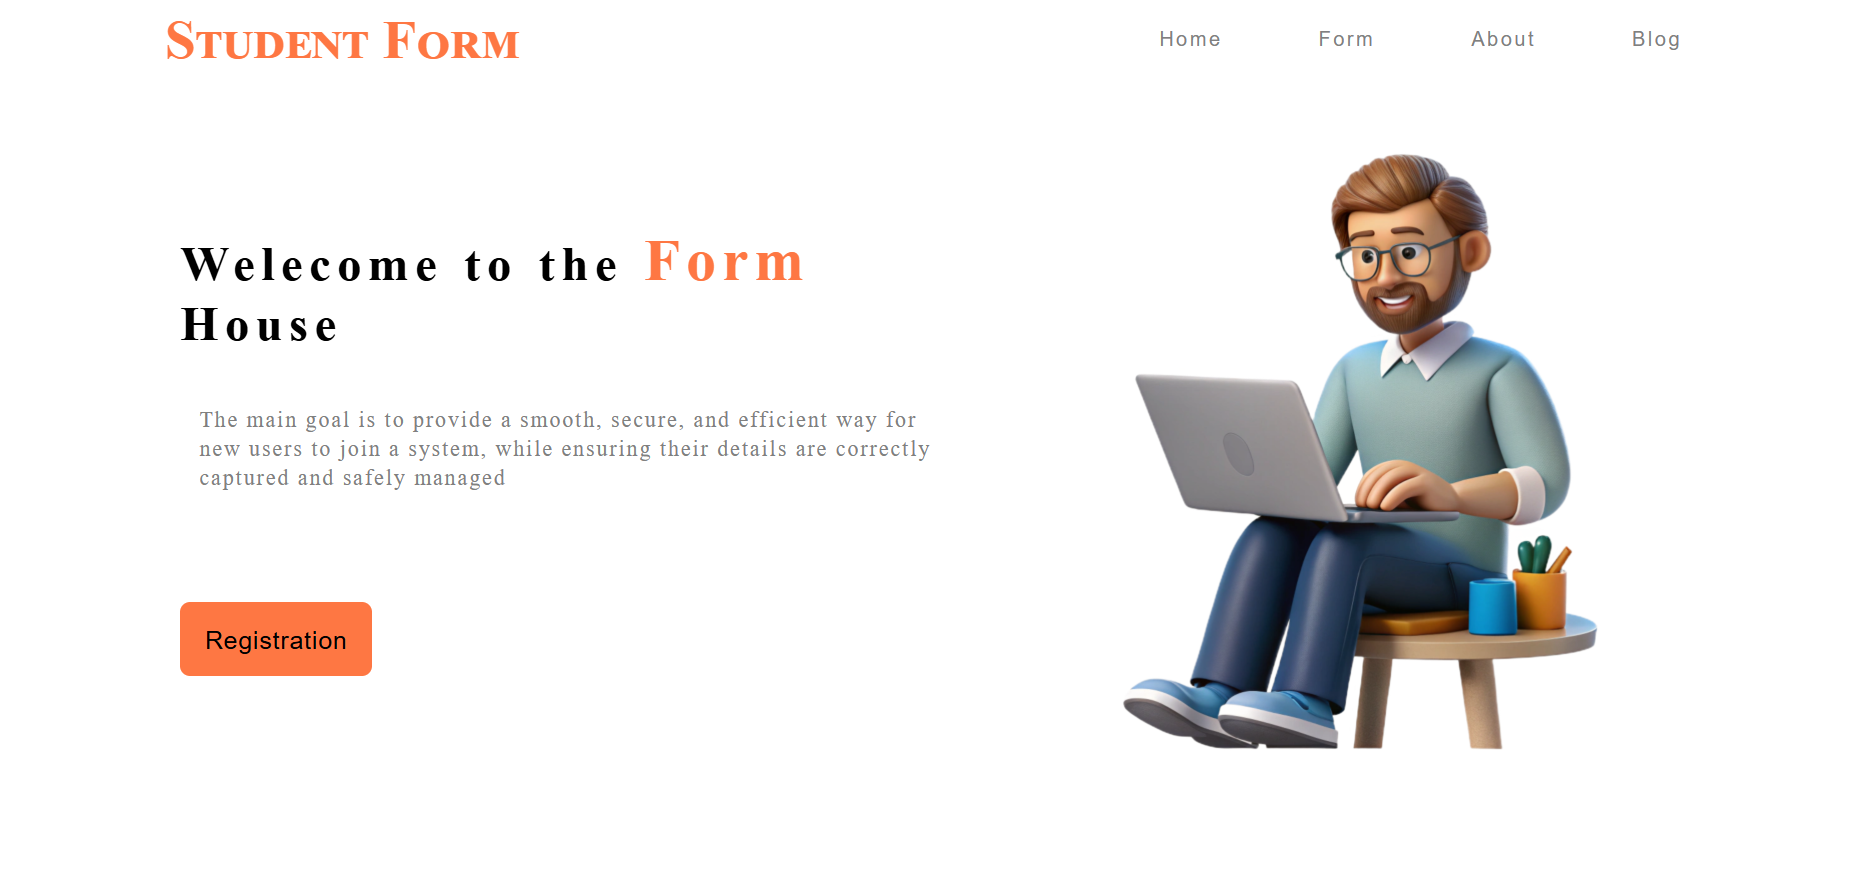 Student Form
Home Form About Blog
Welecome to the Form
House
The main goal is to provide a smooth, secure, and efficient way for
new users to join a system, while ensuring their details are correctly
captured and safely managed
Registration